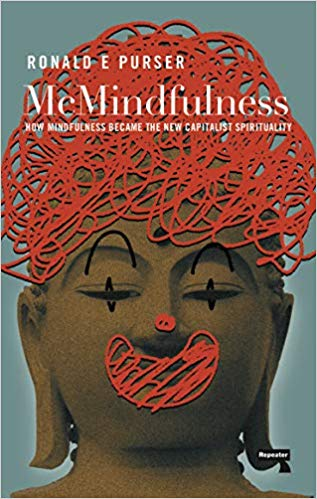 RONALD E PURSER
McMindfulness
HOW MINDFULNESS BECAME THE NEW CAPITALIST SPIRITUALITY
Repeater